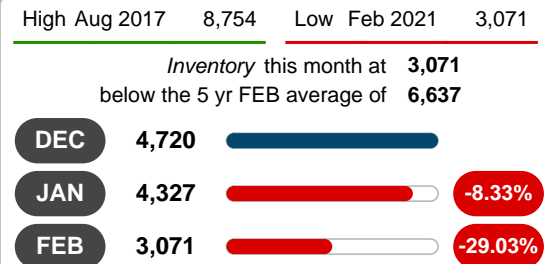 High Aug 2017 8,754 Low Feb 2021 3,071
Inventory this month at 3,071
below the 5 yr FEB average of 6,637
DEC 4,720
JAN 4,327 -8.33%
FEB 3,071 -29.03%